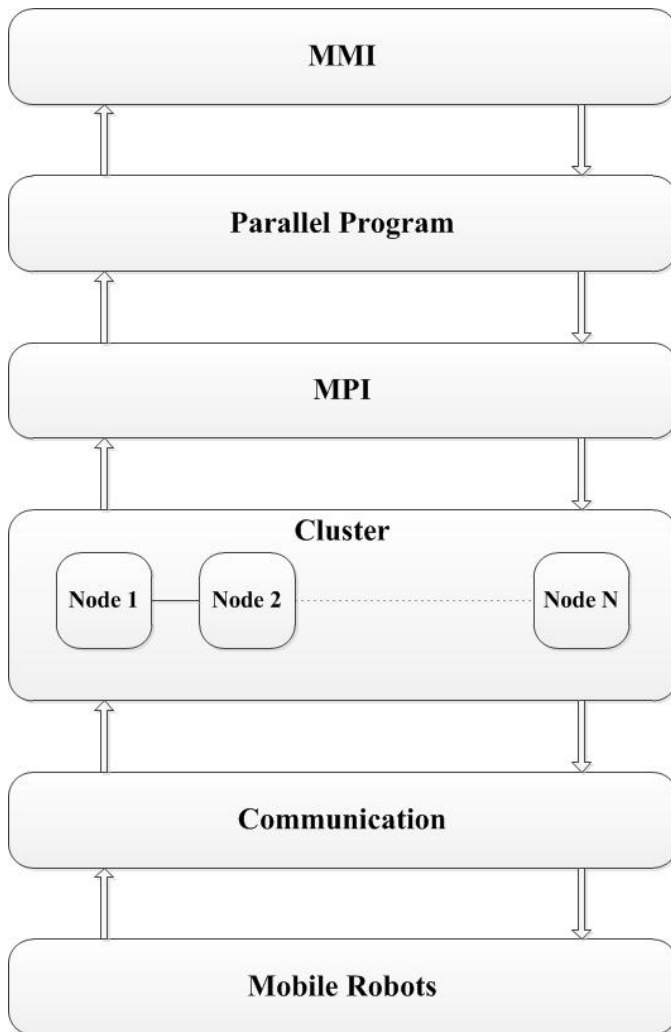 MMI
Parallel Program
MPI
Cluster
Node 1
Node 2
Node N
Communication
Mobile Robots